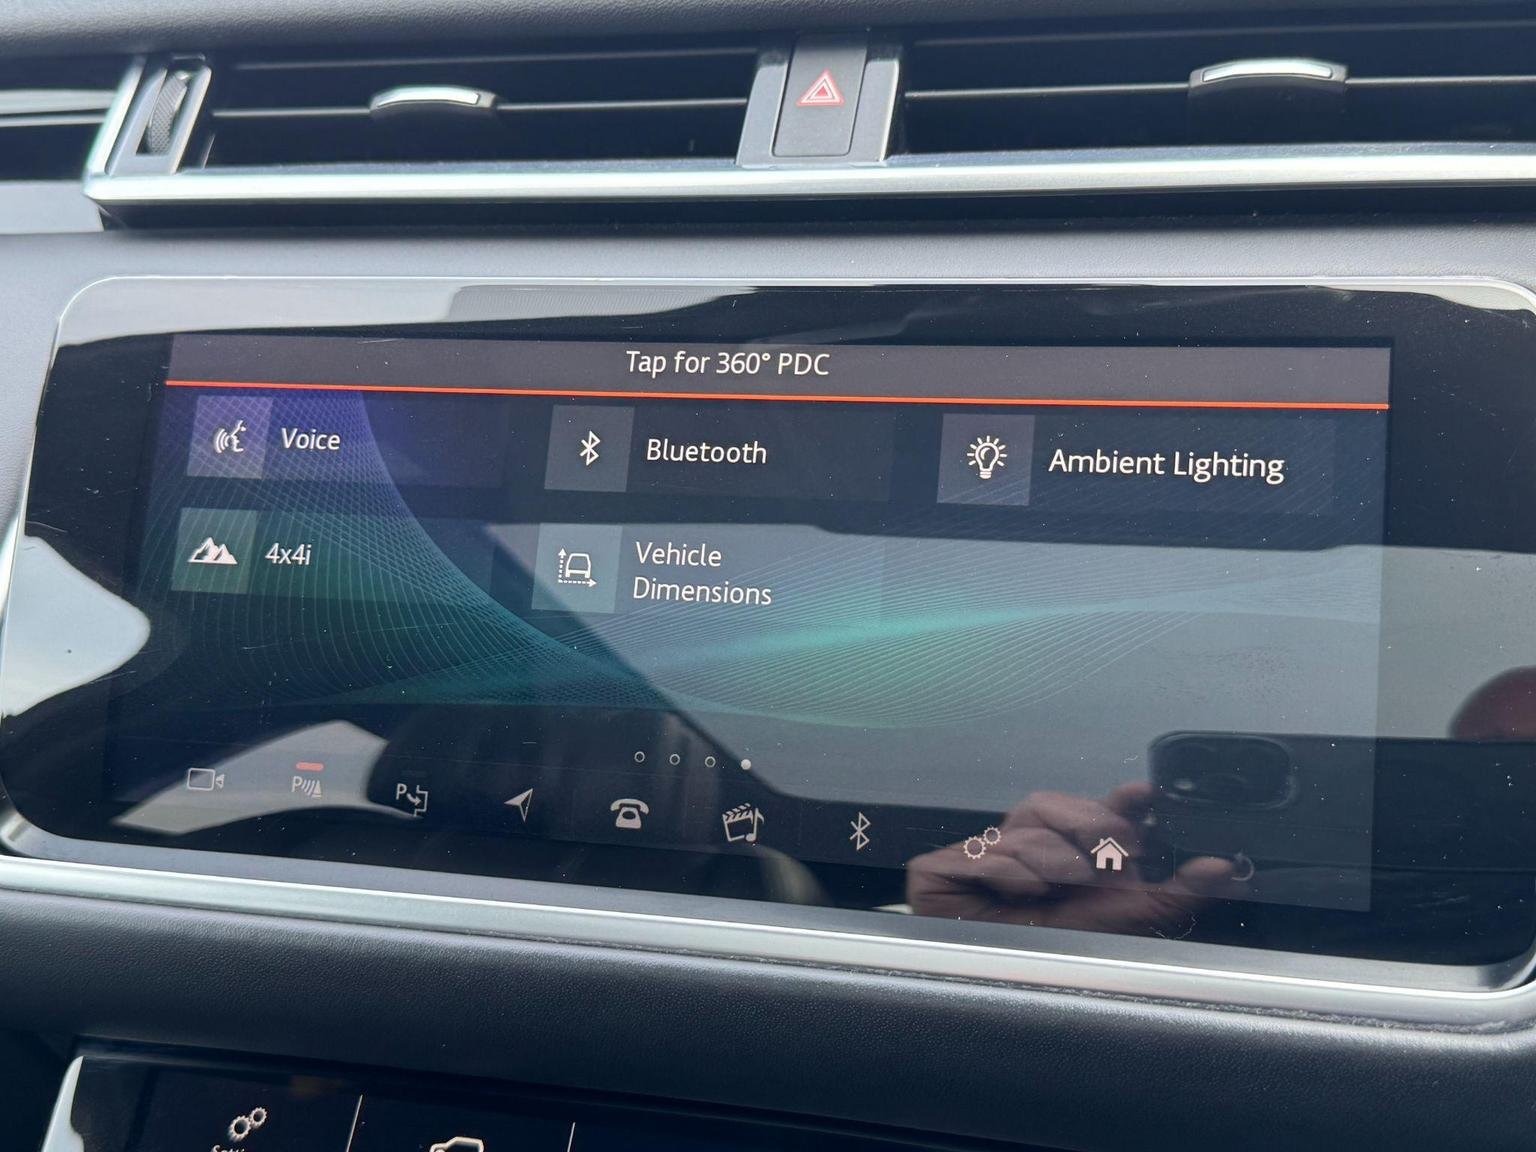 Tap for 360° PDC
Voice
Bluetooth
Ambient Lighting
4x4i
Vehicle
Dimensions
P
P